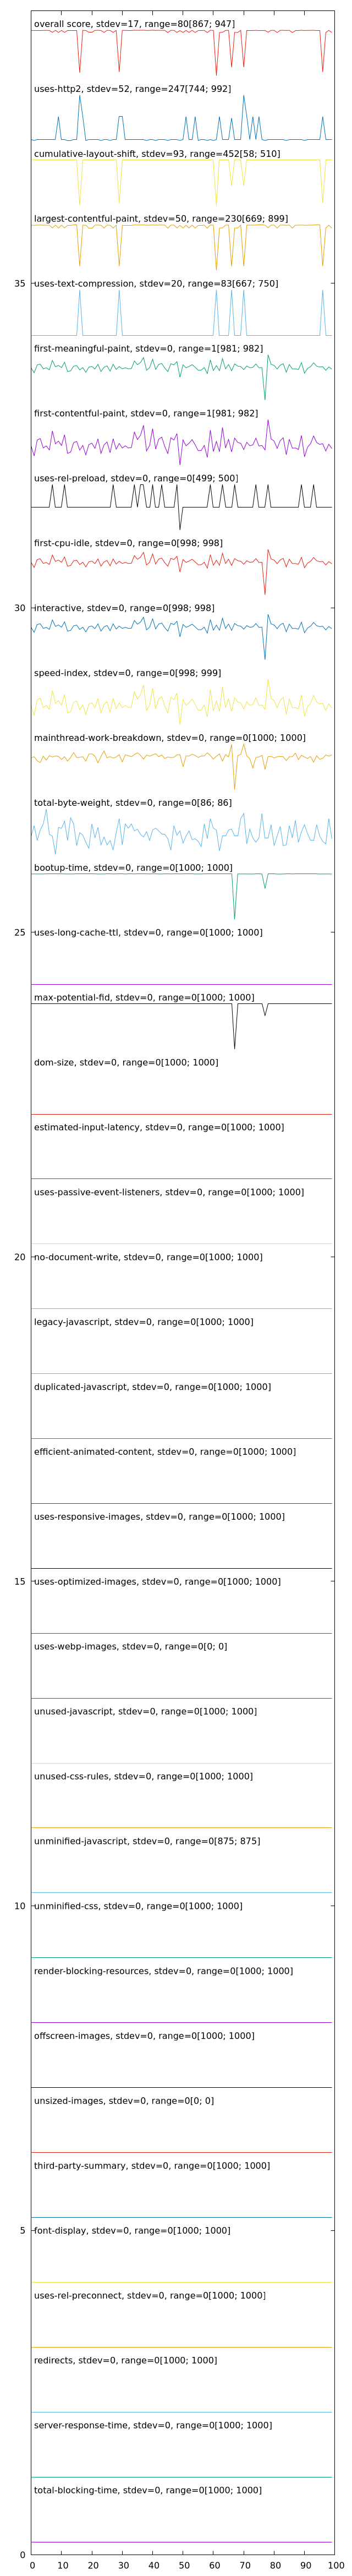 overall score, stdev=17, range=80[867; 947]
uses-http2, stdev=52, range=247[744; 992]
cumulative-layout-shift, stdev=93, range=452[58; 510]
largest-contentful-paint, stdev=50, range=230[669; 899]
35
uses-text-compression, stdev=20, range=83[667; 750]
first-meaningful-paint, stdev=0, range=1[981; 982]
first-contentful-paint, stdev=0, range=1[981; 982]
uses-rel-preload, stdev=0, range=0[499; 500]
first-cpu-idle, stdev=0, range=0[998; 998]
30
interactive, stdev=0, range=0[998; 998]
speed-index, stdev=0, range=0[998; 999]
mainthread-work-breakdown, stdev=0, range=0[1000; 1000]
total-byte-weight, stdev=0, range=0[86; 86]
bootup-time, stdev=0, range=0[1000; 1000]
25
uses-long-cache-ttl, stdev=0, range=0[1000; 1000]
max-potential-fid, stdev=0, range=0[1000; 1000]
dom-size, stdev=0, range=0[1000; 1000]
estimated-input-latency, stdev=0, range=0[1000; 1000]
uses-passive-event-listeners, stdev=0, range=0[1000; 1000]
20
no-document-write, stdev=0, range=0[1000; 1000]
legacy-javascript, stdev=0, range=0[1000; 1000]
duplicated-javascript, stdev=0, range=0[1000; 1000]
efficient-animated-content, stdev=0, range=0[1000; 1000]
uses-responsive-images, stdev=0, range=0[1000; 1000]
15
uses-optimized-images, stdev=0, range=0[1000; 1000]
uses-webp-images, stdev=0, range=0[0; 0]
unused-javascript, stdev=0, range=0[1000; 1000]
unused-css-rules, stdev=0, range=0[1000; 1000]
unminified-javascript, stdev=0, range=0[875; 875]
10
unminified-css, stdev=0, range=0[1000; 1000]
render-blocking-resources, stdev=0, range=0[1000; 1000]
offscreen-images, stdev=0, range=0[1000; 1000]
unsized-images, stdev=0, range=0[0; 0]
third-party-summary, stdev=0, range=0[1000; 1000]
5
font-display, stdev=0, range=0[1000; 1000]
uses-rel-preconnect, stdev=0, range=0[1000; 1000]
redirects, stdev=0, range=0[1000; 1000]
server-response-time, stdev=0, range=0[1000; 1000]
total-blocking-time, stdev=0, range=0[1000; 1000]
0
0 10 20 30 40 50 60 70 80 90 100